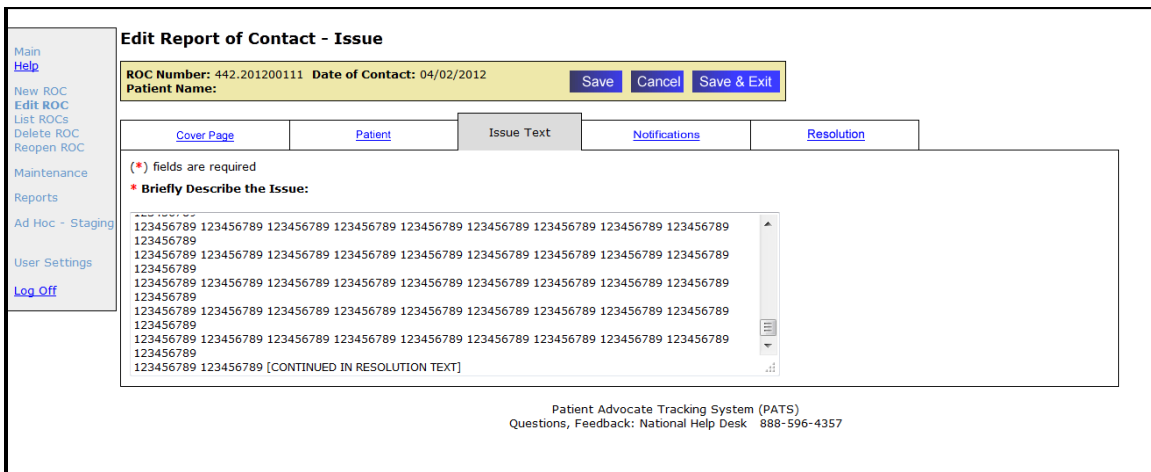 Edit Report of Contact - Issue
Main
Help
New ROC
Edit ROC
List ROCs
Delete ROC
Reopen ROC
Maintenance
Reports
Ad Hoc - Staging
User Settings
Log Off
ROC Number: 442.201200111 Date of Contact: 04/02/2012
Patient Name:
Save Cancel Save & Exit
Cover Page Patient Issue Text Notifications Resolution
(*) fields are required
* Briefly Describe the Issue:
123456789 123456789 123456789 123456789 123456789 123456789 123456789 123456789 123456789
123456789
123456789 123456789 123456789 123456789 123456789 123456789 123456789 123456789 123456789
123456789
123456789 123456789 123456789 123456789 123456789 123456789 123456789 123456789 123456789
123456789
123456789 123456789 123456789 123456789 123456789 123456789 123456789 123456789 123456789
123456789
123456789 123456789 123456789 123456789 123456789 123456789 123456789 123456789 123456789
123456789
123456789 123456789 [CONTINUED IN RESOLUTION TEXT]
Patient Advocate Tracking System (PATS)
Questions, Feedback: National Help Desk 888-596-4357